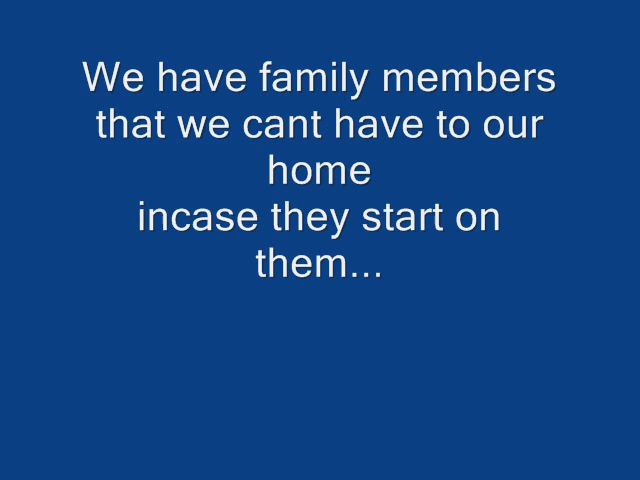 We have family members
that we cant have to our
home
incase they start on
them...